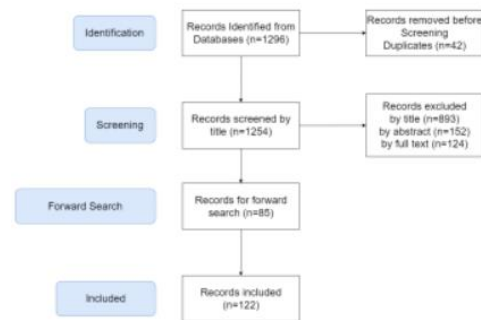 Identification
Records Identified from
Databases (n=1296)
Records removed before
Screening
Duplicates (n=42)
Screening
Records screened by
title (n=1254)
Records excluded
by title (n=893)
by abstract (n=152)
by full text (n=124)
Forward Search
Records for forward
search (n=85)
Included
Records included
(n=122)